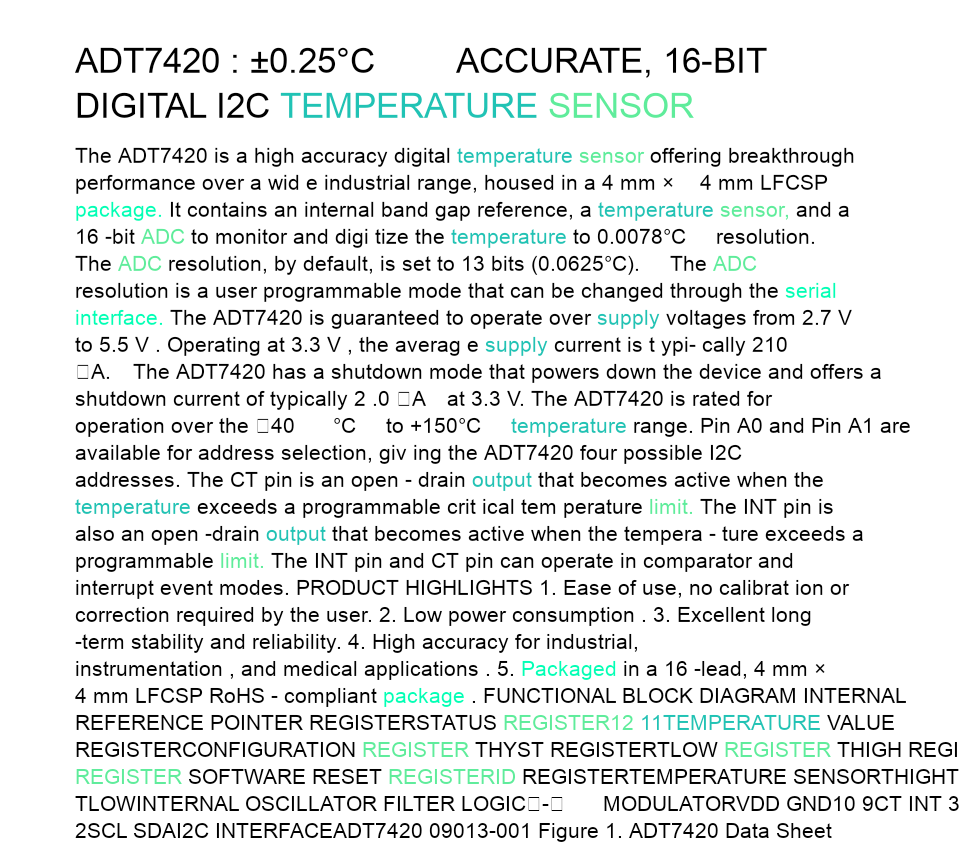 ADT7420 : ±0.25°C ACCURATE, 16-BIT
DIGITAL I2C TEMPERATURE SENSOR
The ADT7420 is a high accuracy digital temperature sensor offering breakthrough
performance over a wid e industrial range, housed in a 4 mm × 4 mm LFCSP
package. It contains an internal band gap reference, a temperature sensor, and a
16 -bit ADC to monitor and digi tize the temperature to 0.0078°C resolution.
The ADC resolution, by default, is set to 13 bits (0.0625°C). The ADC
resolution is a user programmable mode that can be changed through the serial
interface. The ADT7420 is guaranteed to operate over supply voltages from 2.7 V
to 5.5 V . Operating at 3.3 V , the averag e supply current is t ypi- cally 210
□A. The ADT7420 has a shutdown mode that powers down the device and offers a
shutdown current of typically 2 .0 □A at 3.3 V. The ADT7420 is rated for
operation over the □40 °C to +150°C temperature range. Pin A0 and Pin A1 are
available for address selection, giv ing the ADT7420 four possible I2C
addresses. The CT pin is an open - drain output that becomes active when the
temperature exceeds a programmable crit ical tem perature limit. The INT pin is
also an open -drain output that becomes active when the tempera - ture exceeds a
programmable limit. The INT pin and CT pin can operate in comparator and
interrupt event modes. PRODUCT HIGHLIGHTS 1. Ease of use, no calibrat ion or
correction required by the user. 2. Low power consumption . 3. Excellent long
-term stability and reliability. 4. High accuracy for industrial,
instrumentation , and medical applications . 5. Packaged in a 16 -lead, 4 mm ×
4 mm LFCSP RoHS - compliant package . FUNCTIONAL BLOCK DIAGRAM INTERNAL
REFERENCE POINTER REGISTERSTATUS REGISTER12 11TEMPERATURE VALUE
REGISTERCONFIGURATION REGISTER THYST REGISTERTLOW REGISTER THIGH REGI
REGISTER SOFTWARE RESET REGISTERID REGISTERTEMPERATURE SENSORTHIGHT
TLOWINTERNAL OSCILLATOR FILTER LOGIC□-□ MODULATORVDD GND10 9CT INT 3
2SCL SDAI2C INTERFACEADT7420 09013-001 Figure 1. ADT7420 Data Sheet